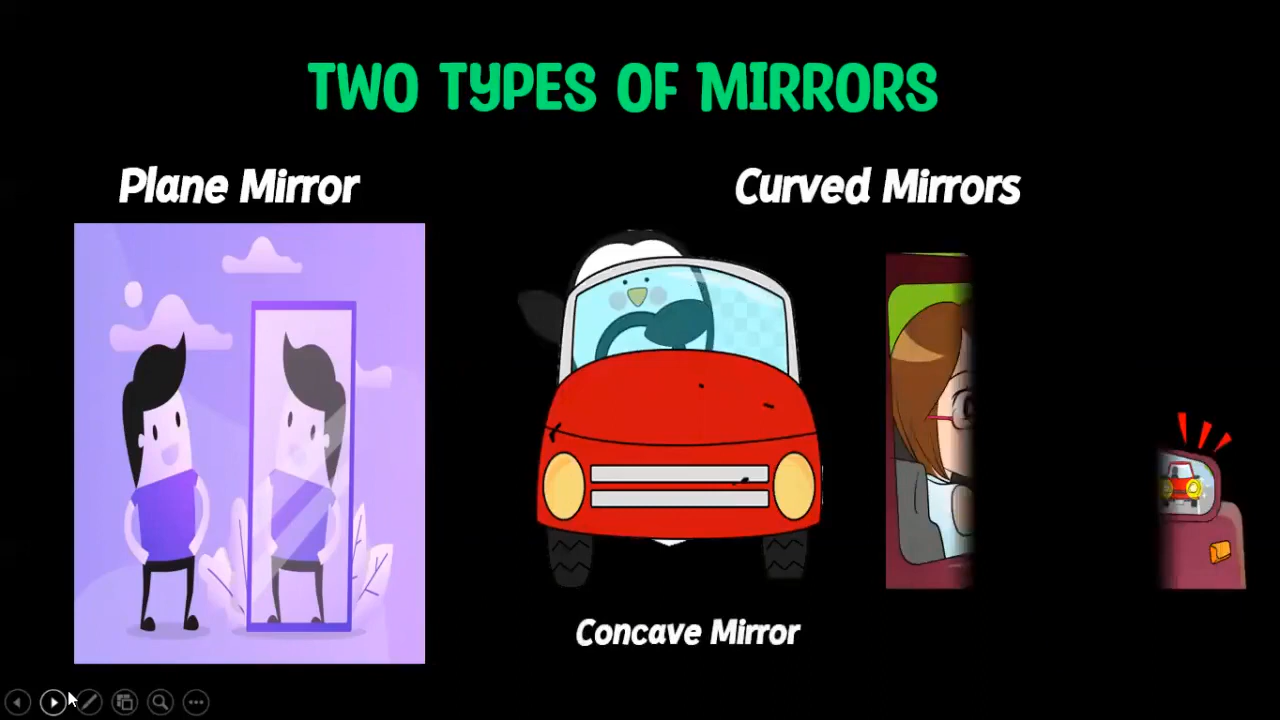 TWO TYPES OF MIRRORS
Plane Mirror
Curved Mirrors
Concave Mirror